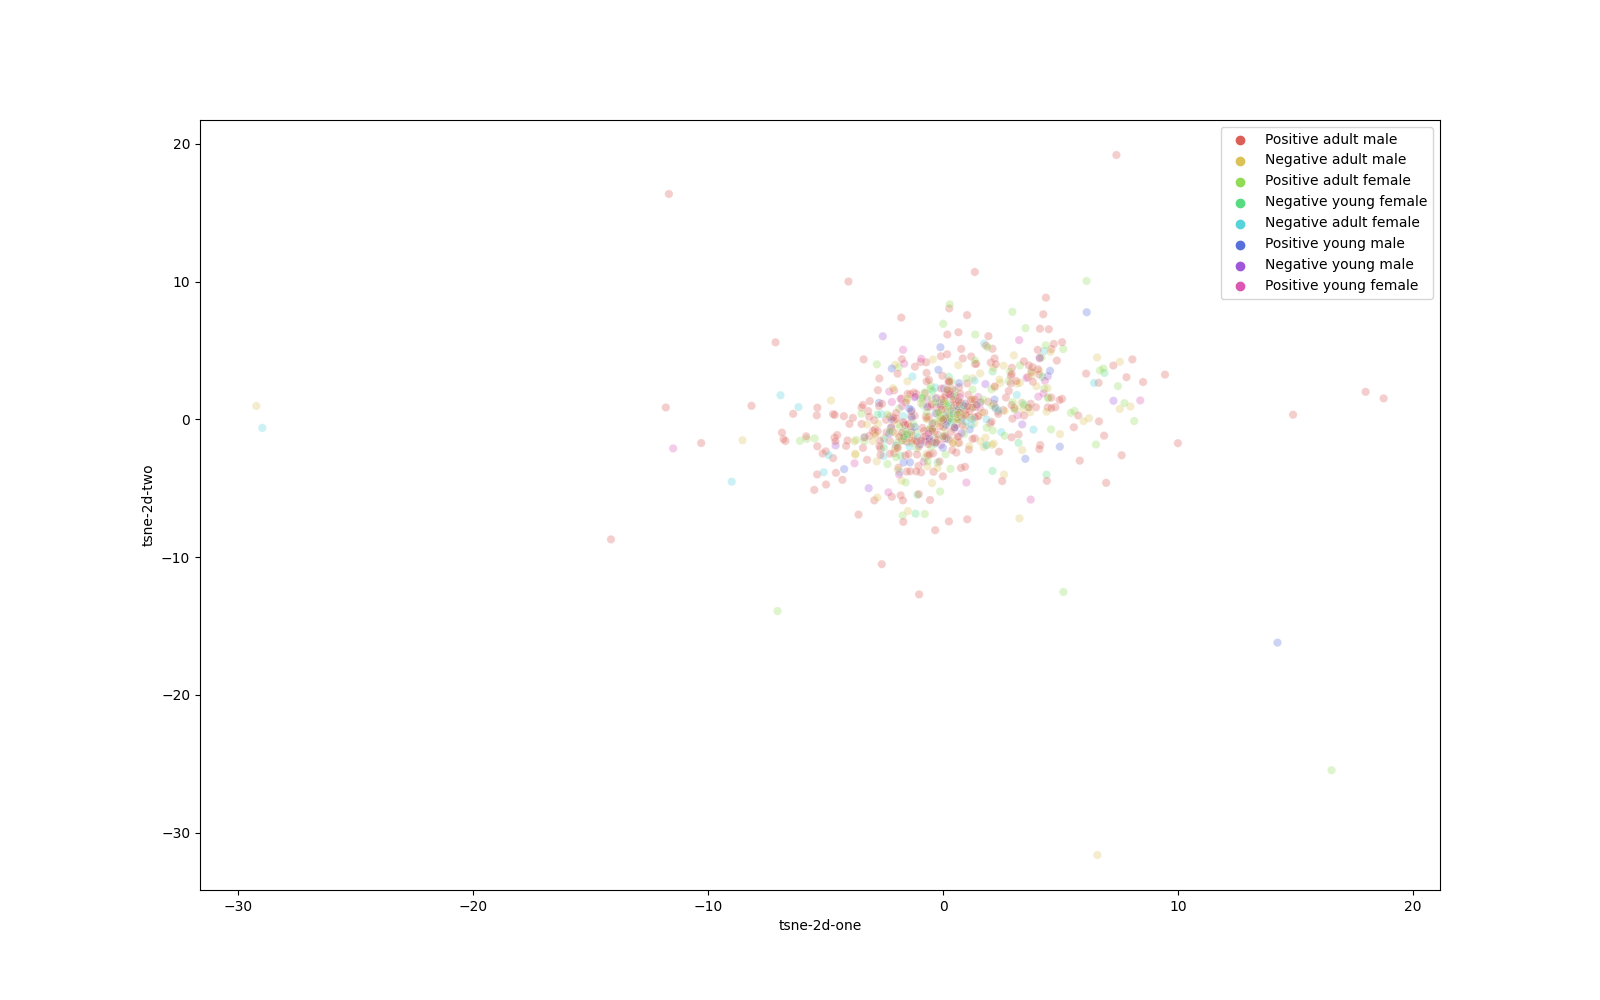 20
10
0
−10
−20
−30
tsne-2d-two
−30
−20
−10
0
10
20
tsne-2d-one
Positive adult male
Negative adult male
Positive adult female
Negative young female
Negative adult female
Positive young male
Negative young male
Positive young female